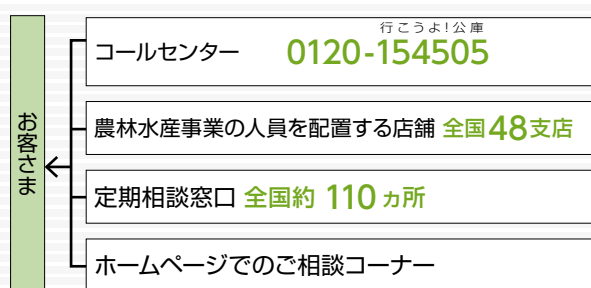 お客さま
行こうよ!公庫
コールセンター 0120-154505
農林水産事業の人員を配置する店舗 全国48支店
定期相談窓口 全国約 110 ヵ所
ホームページでのご相談コーナー